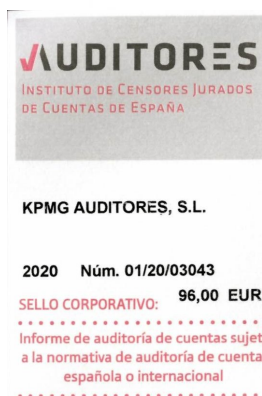 AUDITORES
INSTITUTO DE CENSORES JURADOS
DE CUENTAS DE ESPAÑA
KPMG AUDITORES, S.L.
2020 Núm. 01/20/03043
SELLO CORPORATIVO: 96,00 EUR
Informe de auditoría de cuentas sujet
a la normativa de auditoría de cuenta
española o internacional